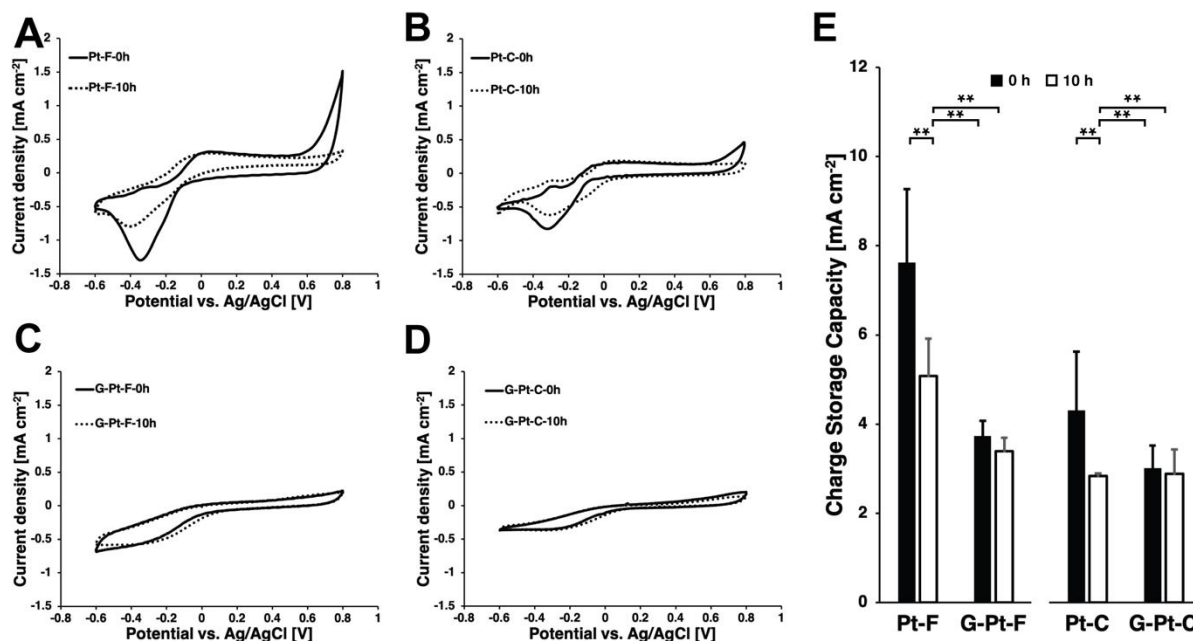 A
Pt-F-0h
Pt-F-10h
Current density [mA cm⁻²]
2
1.5
1
0.5
0
-0.5
-1
-1.5
-0.8 -0.6 -0.4 -0.2 0 0.2 0.4 0.6 0.8 1
Potential vs. Ag/AgCl [V]
B
Pt-C-0h
Pt-C-10h
Current density [mA cm⁻²]
2
1.5
1
0.5
0
-0.5
-1
-1.5
-0.8 -0.6 -0.4 -0.2 0 0.2 0.4 0.6 0.8 1
Potential vs. Ag/AgCl [V]
C
G-Pt-F-0h
G-Pt-F-10h
Current density [mA cm⁻²]
2
1.5
1
0.5
0
-0.5
-1
-1.5
-0.8 -0.6 -0.4 -0.2 0 0.2 0.4 0.6 0.8 1
Potential vs. Ag/AgCl [V]
D
G-Pt-C-0h
G-Pt-C-10h
Current density [mA cm⁻²]
2
1.5
1
0.5
0
-0.5
-1
-1.5
-0.8 -0.6 -0.4 -0.2 0 0.2 0.4 0.6 0.8 1
Potential vs. Ag/AgCl [V]
E
Charge Storage Capacity [mA cm⁻²]
12
10
8
6
4
2
0
0 h 10 h
** **
** **
** **
Pt-F G-Pt-F Pt-C G-Pt-C